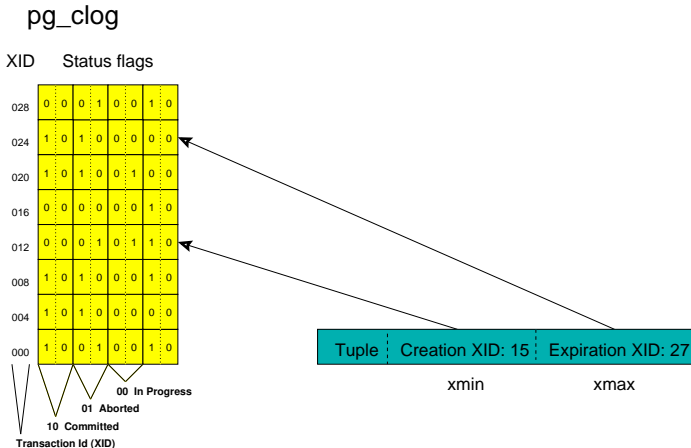 pg_clog
XID Status flags
028 0 0 0 1 0 0 1 0
024 1 0 1 0 0 0 0 0
020 1 0 1 0 0 1 0 0
016 0 0 0 0 0 0 1 0
012 0 0 0 1 0 1 1 0
008 1 0 1 0 0 0 1 0
004 1 0 1 0 0 0 0 0
000 1 0 0 1 0 0 1 0
Tuple Creation XID: 15 Expiration XID: 27
xmin xmax
00 In Progress
01 Aborted
10 Committed
Transaction Id (XID)